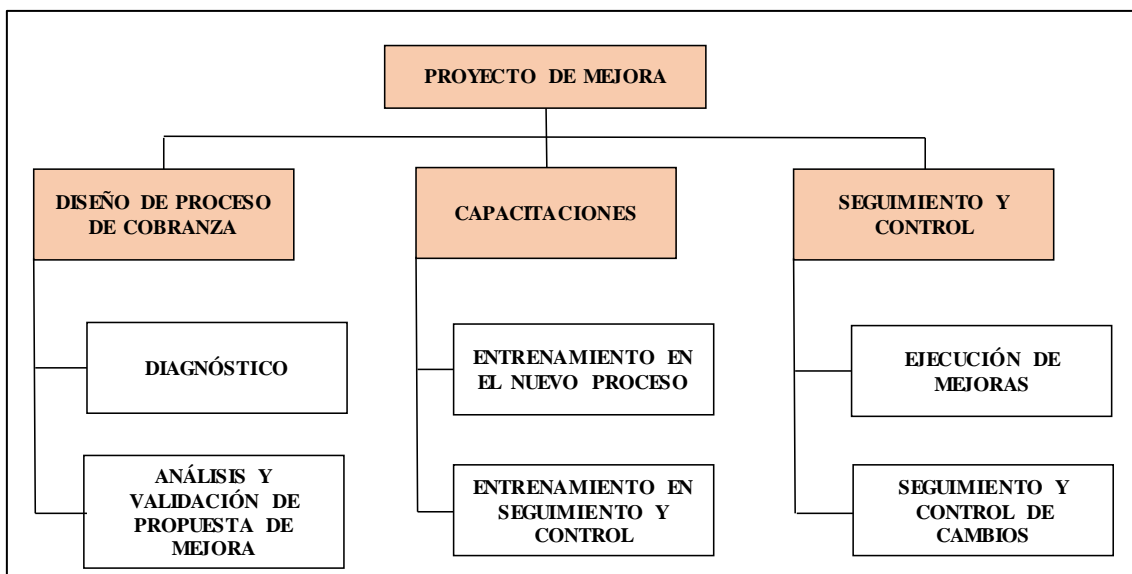 PROYECTO DE MEJORA
DISEÑO DE PROCESO
DE COBRANZA
CAPACITACIONES
SEGUIMIENTO Y
CONTROL
DIAGNÓSTICO
ENTRENAMIENTO EN
EL NUEVO PROCESO
EJECUCIÓN DE
MEJORAS
ANÁLISIS Y
VALIDACIÓN DE
PROPUESTA DE
MEJORA
ENTRENAMIENTO EN
SEGUIMIENTO Y
CONTROL
SEGUIMIENTO Y
CONTROL DE
CAMBIOS